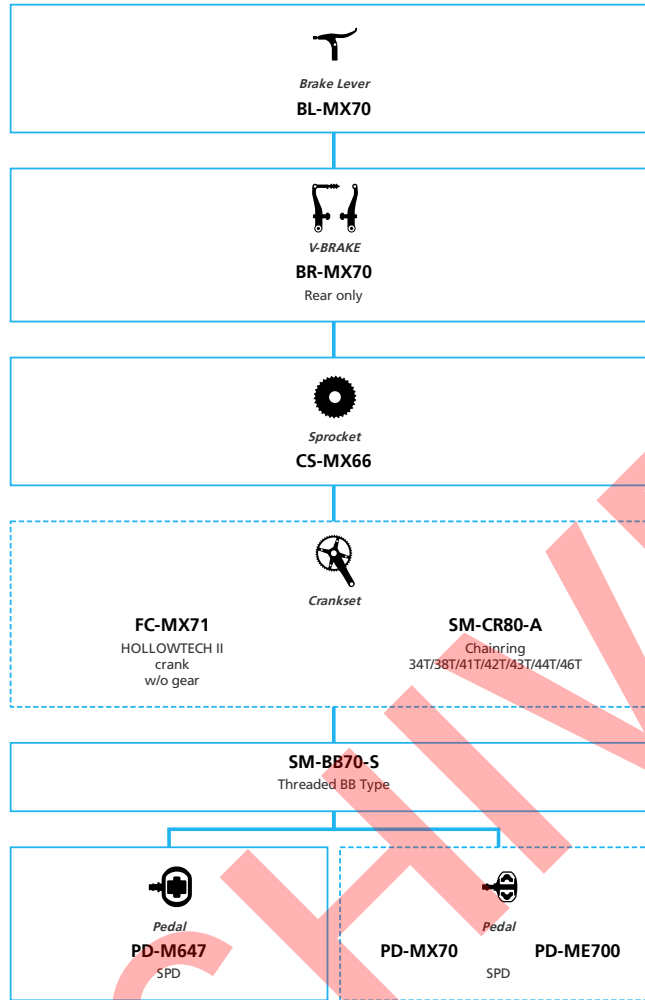 Brake Lever
BL-MX70
V-BRAKE
BR-MX70
Rear only
Sprocket
CS-MX66
Crankset
FC-MX71
HOLLOWTECH II
crank
w/o gear
SM-CR80-A
Chainring
34T/38T/41T/42T/43T/44T/46T
SM-BB70-S
Threaded BB Type
Pedal
PD-M647
SPD
Pedal
PD-MX70 PD-ME700
SPD
CHIV